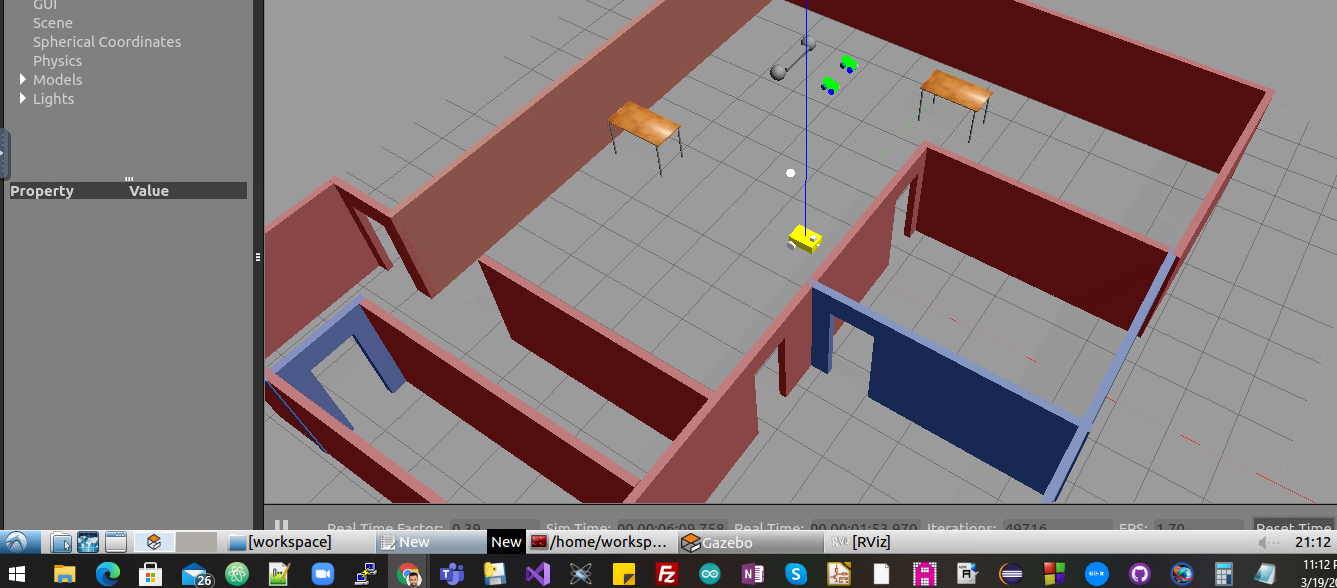 GUI
Scene
Spherical Coordinates
Physics
Models
Lights
Property Value
Real Time Factor: 0.39 Sim Time: 00 00:06:09.758 Real Time: 00 00:01:53.970 Iterations: 49716 FPS: 1.70 Reset Time
[workspace] New New /home/worksp... Gazebo RViz [RViz] 21:12
26
11:12
3/19/